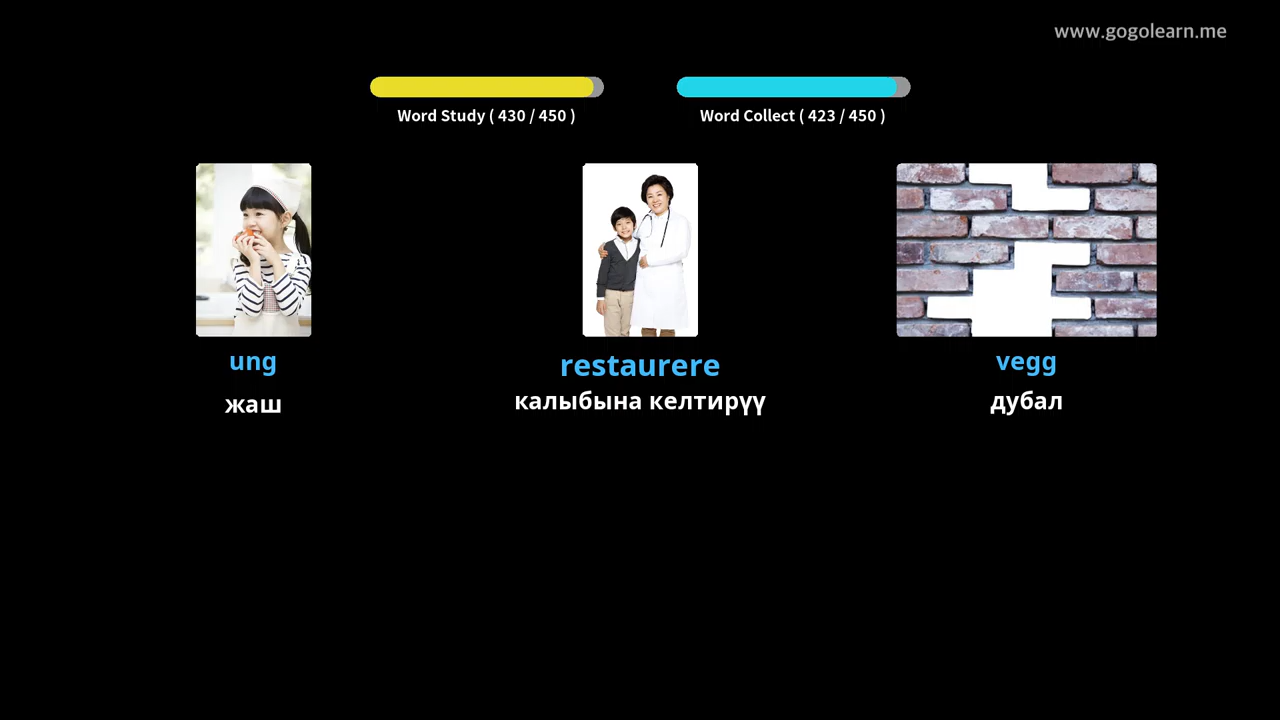 www.gogolearn.me
Word Study ( 430 / 450 )
Word Collect ( 423 / 450 )
ung
restaurere
vegg
жаш
калыбына келтирүү
дубал